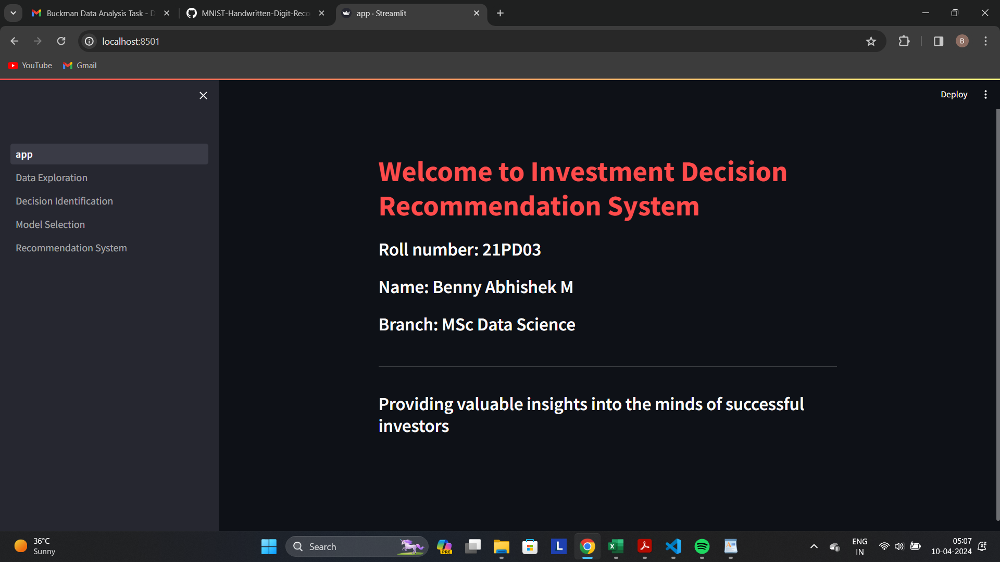 Buckman Data Analysis Task - D
MNIST-Handwritten-Digit-Reco
app · Streamlit
localhost:8501
B
YouTube
Gmail
Deploy
app
Data Exploration
Decision Identification
Model Selection
Recommendation System
Welcome to Investment Decision
Recommendation System
Roll number: 21PD03
Name: Benny Abhishek M
Branch: MSc Data Science
Providing valuable insights into the minds of successful
investors
36°C
Sunny
Search
PRE
L
ENG
IN
05:07
10-04-2024